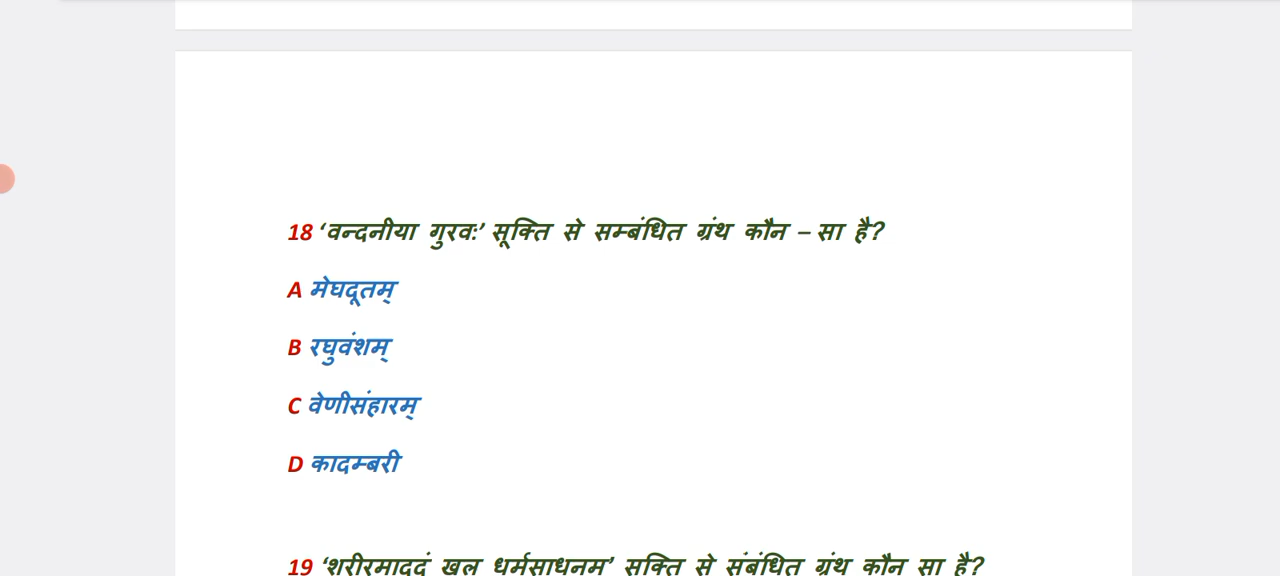 18 ‘वन्दनीया गुरवः’ सूक्ति से सम्बंधित ग्रंथ कौन – सा है?
A मेघदूतम्
B रघुवंशम्
C वेणीसंहारम्
D कादम्बरी
19 ‘शरीरमाददं खलु धर्मसाधनम’ सूक्ति से संबंधित ग्रंथ कौन सा है?